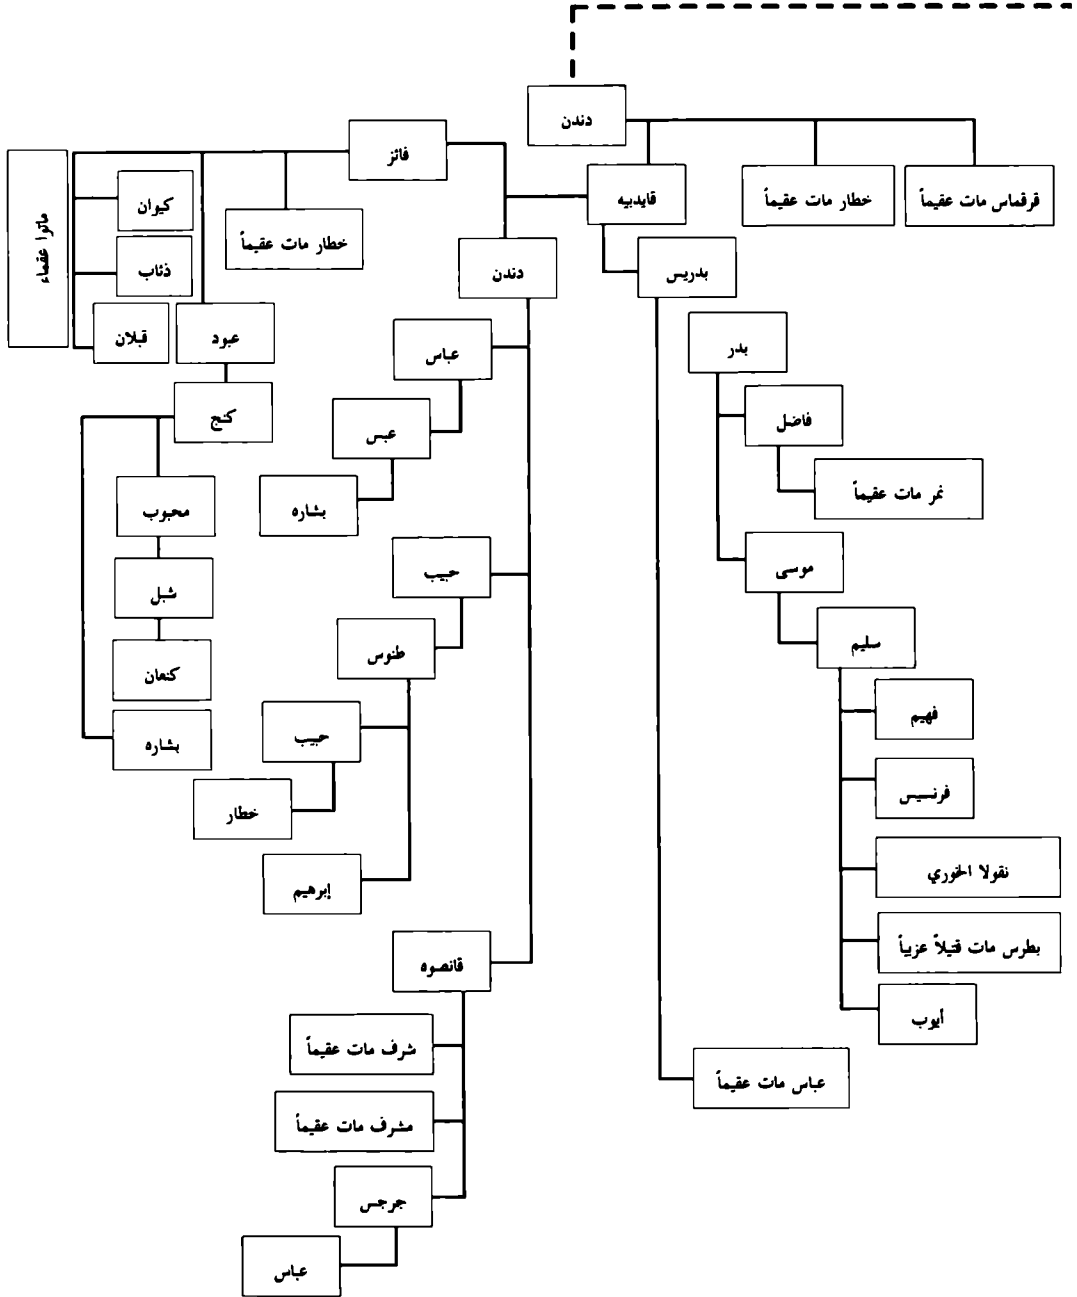 دندن
قرقماس مات عقيماً
خطار مات عقيماً
قايدبيه
فائز
بدريس
دندن
خطار مات عقيماً
عبود
كيوان
ذئاب
قبلان
ماتوا عقماء
بدر
فاضل
نمر مات عقيماً
موسى
سليم
فهيم
فرنسيس
نقولا الخوري
بطرس مات قتيلاً عزيباً
أيوب
عباس مات عقيماً
عباس
عبس
بشاره
حبيب
طنوس
حبيب
خطار
إبرهيم
قانصوه
شرف مات عقيماً
مشرف مات عقيماً
جرجس
عباس
كنج
محبوب
شبل
كنعان
بشاره